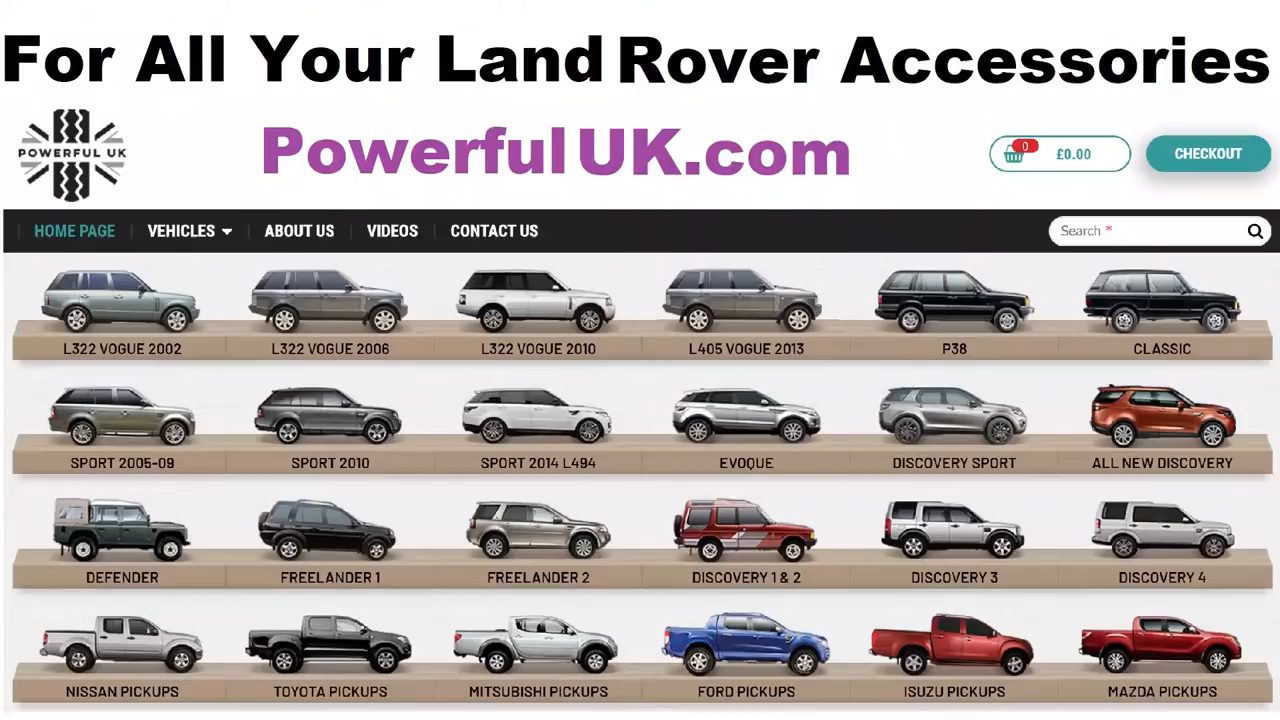 For All Your Land Rover Accessories
POWERFUL UK
PowerfulUK.com
0
£0.00
CHECKOUT
HOME PAGE
VEHICLES
ABOUT US
VIDEOS
CONTACT US
Search *
L322 VOGUE 2002
L322 VOGUE 2006
L322 VOGUE 2010
L405 VOGUE 2013
P38
CLASSIC
SPORT 2005-09
SPORT 2010
SPORT 2014 L494
EVOQUE
DISCOVERY SPORT
ALL NEW DISCOVERY
DEFENDER
FREELANDER 1
FREELANDER 2
DISCOVERY 1 & 2
DISCOVERY 3
DISCOVERY 4
NISSAN PICKUPS
TOYOTA PICKUPS
MITSUBISHI PICKUPS
FORD PICKUPS
ISUZU PICKUPS
MAZDA PICKUPS